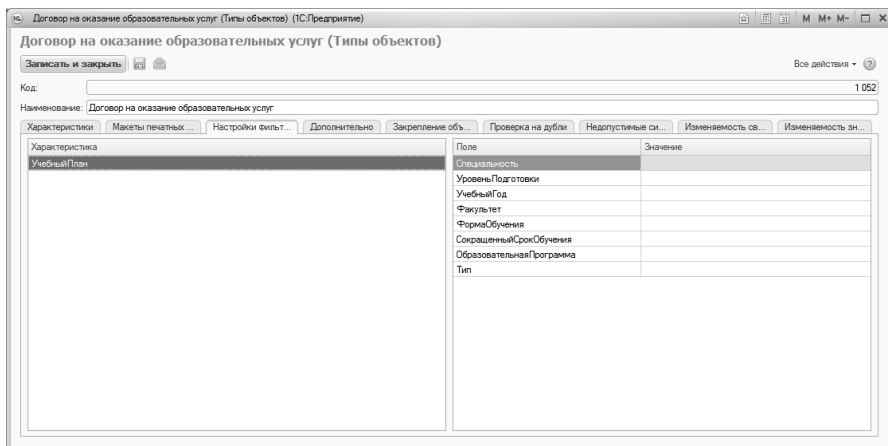 Договор на оказание образовательных услуг (Типы объектов) (1С:Предприятие)
M M+ M-
Договор на оказание образовательных услуг (Типы объектов)
Записать и закрыть
Все действия
Код: 1 052
Наименование: Договор на оказание образовательных услуг
Характеристики Макеты печатных ... Настройки фильт... Дополнительно Закрепление объ... Проверка на дубли Недопустимые си... Изменяемость св... Изменяемость зн...
Характеристика Поле Значение
УчебныйПлан Специальность
УровеньПодготовки
УчебныйГод
Факультет
ФормаОбучения
СокращенныйСрокОбучения
ОбразовательнаяПрограмма
Тип